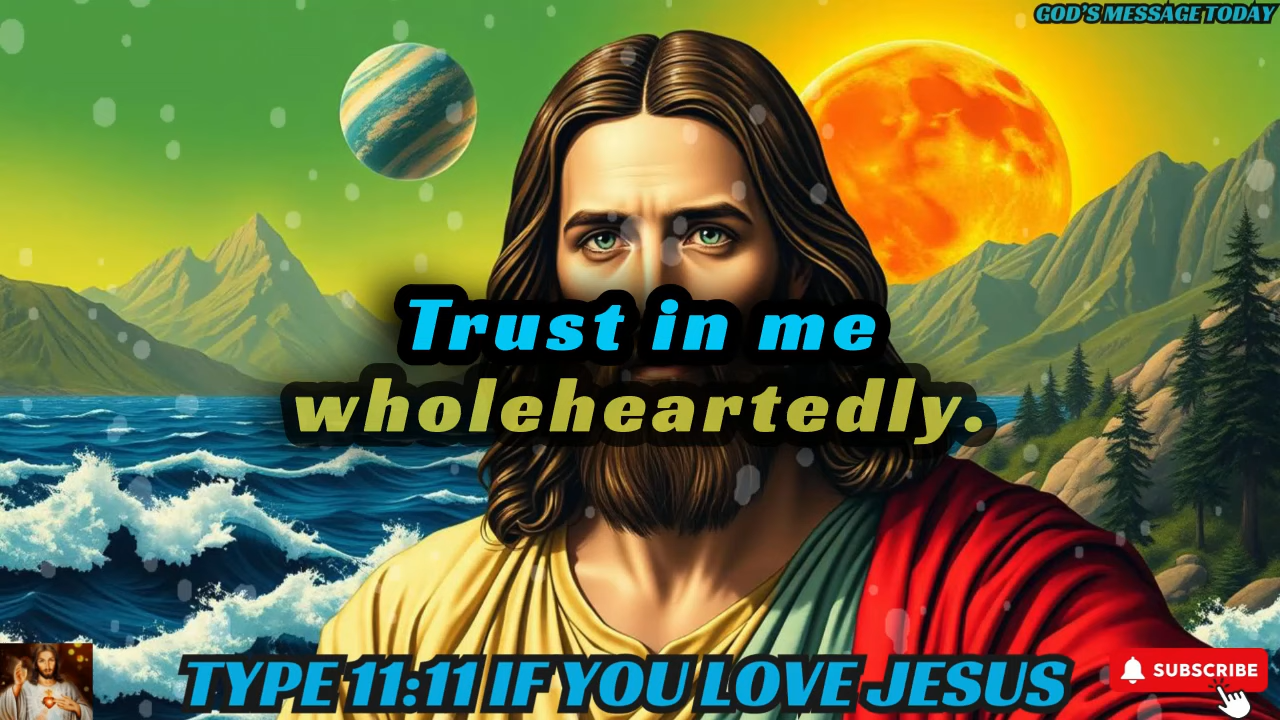 GOD'S MESSAGE TODAY
Trust in me
wholeheartedly.
TYPE 11:11 IF YOU LOVE JESUS
SUBSCRIBE